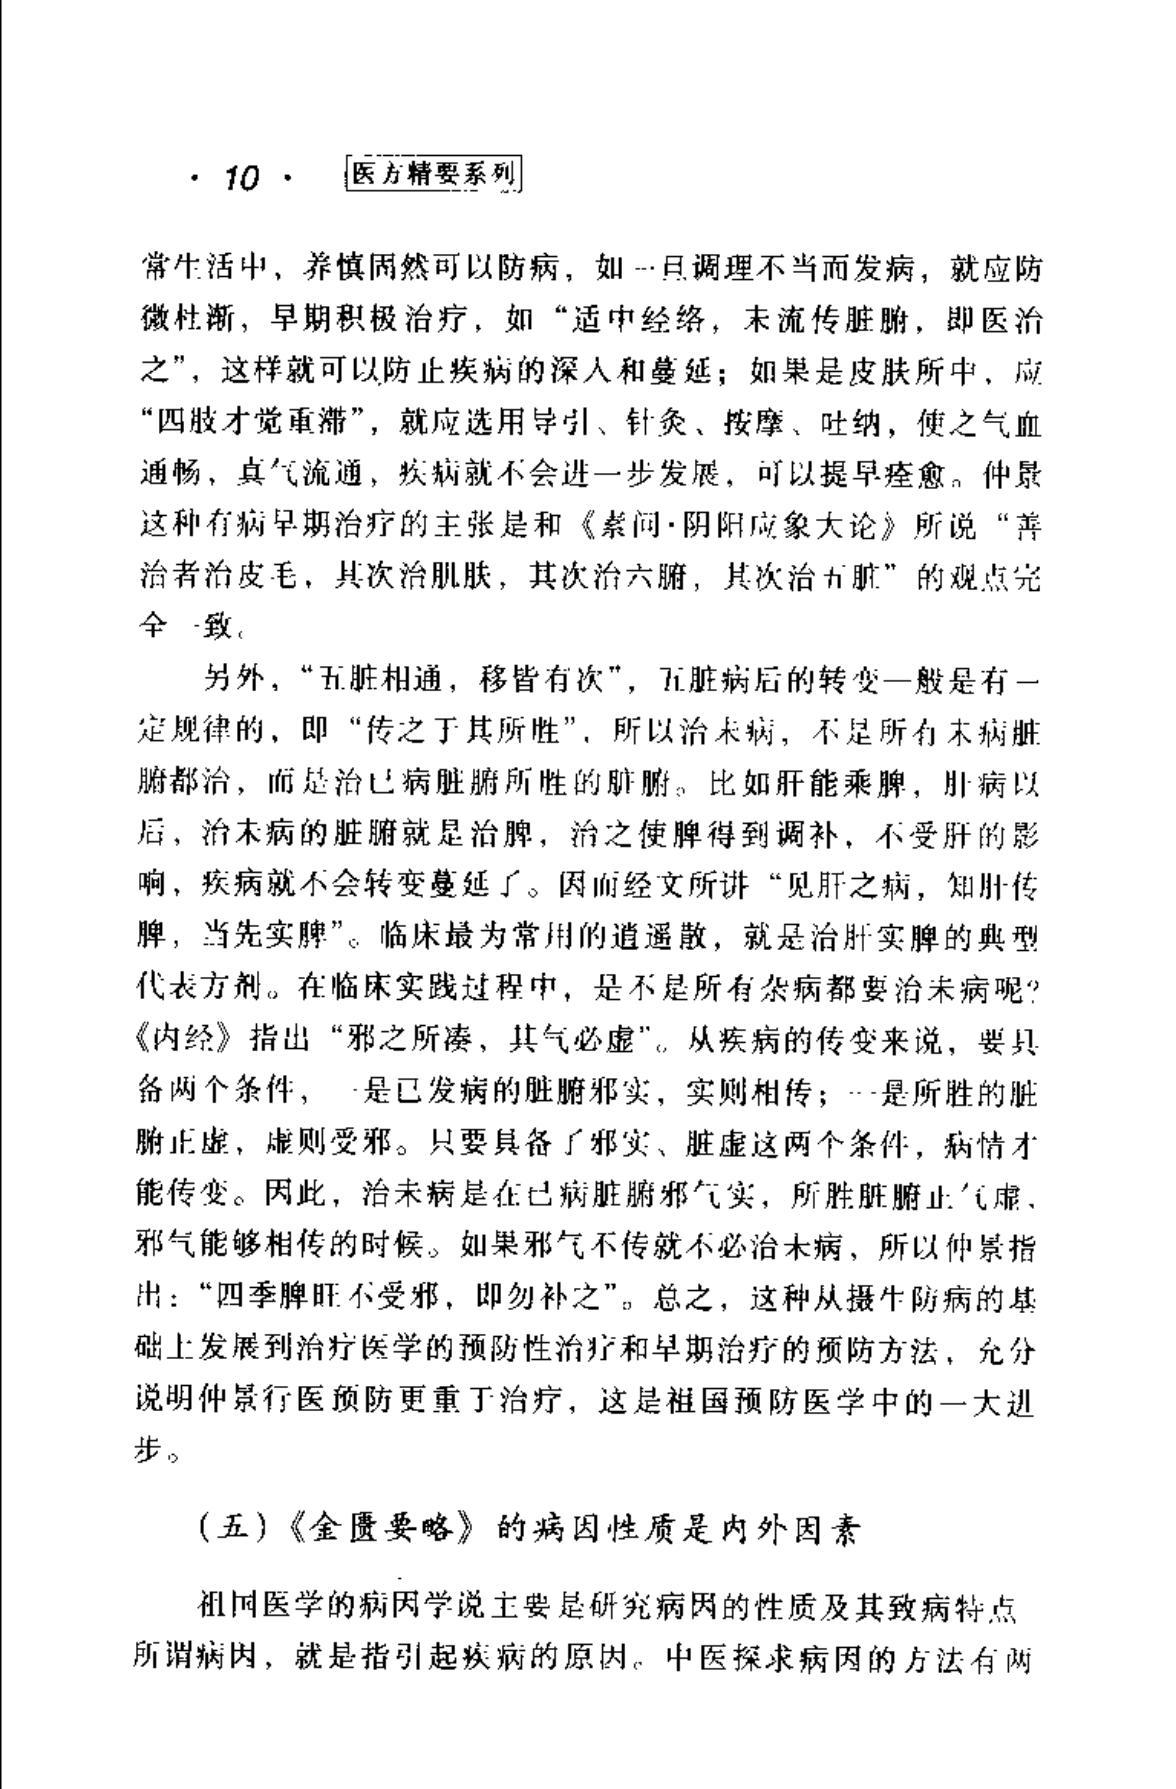 · 10 · 医方精要系列
常生活中，养慎固然可以防病，如一旦调理不当而发病，就应防
微杜渐，早期积极治疗，如“适中经络，未流传脏腑，即医治
之”，这样就可以防止疾病的深入和蔓延；如果是皮肤所中，应
“四肢才觉重滞”，就应选用导引、针灸、按摩、吐纳，使之气血
通畅，真气流通，疾病就不会进一步发展，可以提早痊愈。仲景
这种有病早期治疗的主张是和《素问·阴阳应象大论》所说“善
治者治皮毛，其次治肌肤，其次治六腑，其次治五脏”的观点完
全一致。
另外，“五脏相通，移皆有次”，五脏病后的转变一般是有一
定规律的，即“传之于其所胜”，所以治未病，不是所有未病脏
腑都治，而是治已病脏腑所胜的脏腑。比如肝能乘脾，肝病以
后，治未病的脏腑就是治脾，治之使脾得到调补，不受肝的影
响，疾病就不会转变蔓延了。因而经文所讲“见肝之病，知肝传
脾，当先实脾”。临床最为常用的逍遥散，就是治肝实脾的典型
代表方剂。在临床实践过程中，是不是所有杂病都要治未病呢？
《内经》指出“邪之所凑，其气必虚”。从疾病的传变来说，要具
备两个条件，一是已发病的脏腑邪实，实则相传；一是所胜的脏
腑正虚，虚则受邪。只要具备了邪实、脏虚这两个条件，病情才
能传变。因此，治未病是在已病脏腑邪气实，所胜脏腑正气虚，
邪气能够相传的时候。如果邪气不传就不必治未病，所以仲景指
出：“四季脾旺不受邪，即勿补之”。总之，这种从摄生防病的基
础上发展到治疗医学的预防性治疗和早期治疗的预防方法，充分
说明仲景行医预防更重于治疗，这是祖国预防医学中的一大进
步。
（五）《金匮要略》的病因性质是内外因素
祖国医学的病因学说主要是研究病因的性质及其致病特点
所谓病因，就是指引起疾病的原因。中医探求病因的方法有两